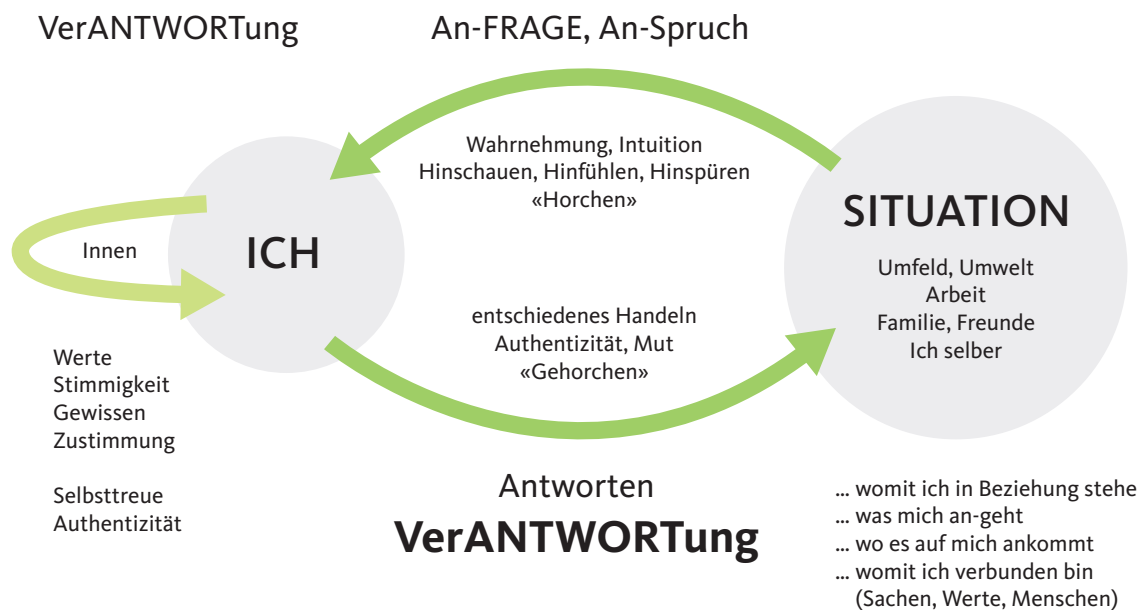 VerANTWORTung
An-FRAGE, An-Spruch
Wahrnehmung, Intuition
Hinschauen, Hinfühlen, Hinspüren
«Horchen»
Innen
ICH
SITUATION
Umfeld, Umwelt
Arbeit
Familie, Freunde
Ich selber
entschiedenes Handeln
Authentizität, Mut
«Gehorchen»
Werte
Stimmigkeit
Gewissen
Zustimmung
Selbsttreue
Authentizität
Antworten
VerANTWORTung
... womit ich in Beziehung stehe
... was mich an-geht
... wo es auf mich ankommt
... womit ich verbunden bin
(Sachen, Werte, Menschen)